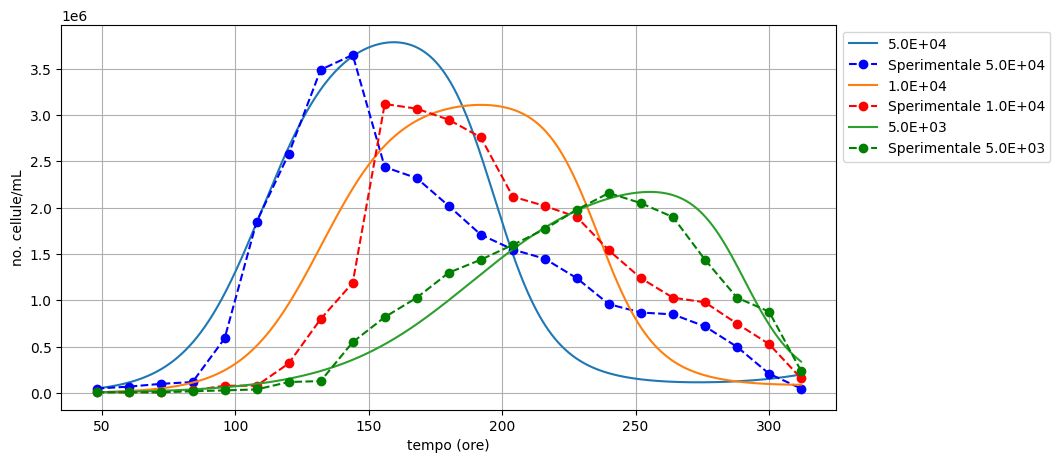 1e6
3.5
3.0
2.5
2.0
1.5
1.0
0.5
0.0
no. cellule/mL
50
100
150
200
250
300
tempo (ore)
5.0E+04
Sperimentale 5.0E+04
1.0E+04
Sperimentale 1.0E+04
5.0E+03
Sperimentale 5.0E+03